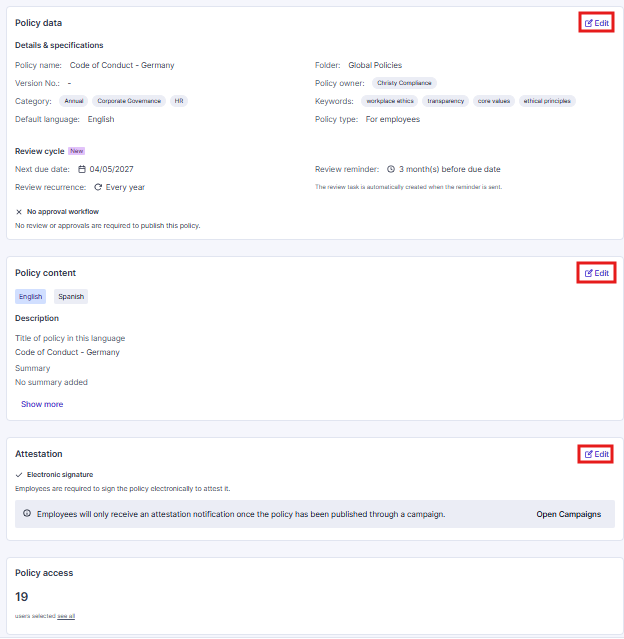 Policy data
Edit
Details & specifications
Policy name: Code of Conduct - Germany
Folder: Global Policies
Version No.: -
Policy owner: Christy Compliance
Category: Annual Corporate Governance HR
Keywords: workplace ethics transparency core values ethical principles
Default language: English
Policy type: For employees
Review cycle New
Next due date: 04/05/2027
Review reminder: 3 month(s) before due date
Review recurrence: Every year
The review task is automatically created when the reminder is sent.
No approval workflow
No review or approvals are required to publish this policy.
Policy content
Edit
English Spanish
Description
Title of policy in this language
Code of Conduct - Germany
Summary
No summary added
Show more
Attestation
Edit
Electronic signature
Employees are required to sign the policy electronically to attest it.
Employees will only receive an attestation notification once the policy has been published through a campaign.
Open Campaigns
Policy access
19
users selected see all